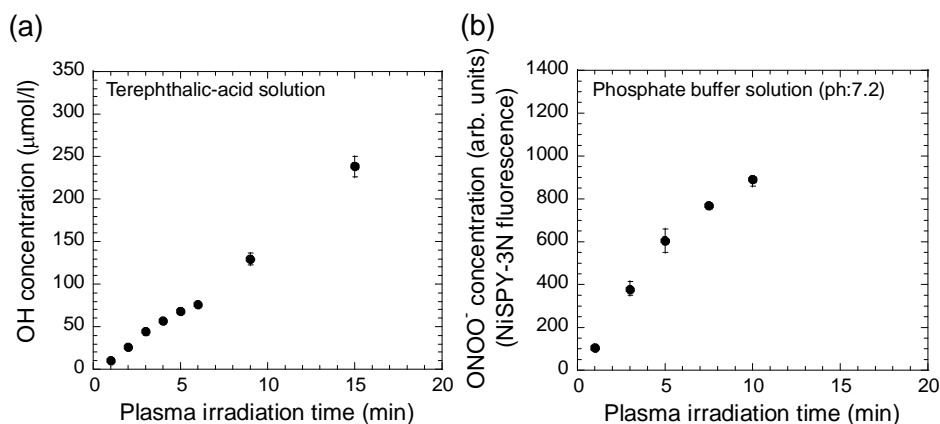 (a)
Terephthalic-acid solution
OH concentration (μmol/l)
350
300
250
200
150
100
50
0
0 5 10 15 20
Plasma irradiation time (min)
(b)
Phosphate buffer solution (ph:7.2)
ONOO⁻ concentration (arb. units)
(NiSPY-3N fluorescence)
1400
1200
1000
800
600
400
200
0
0 5 10 15 20
Plasma irradiation time (min)